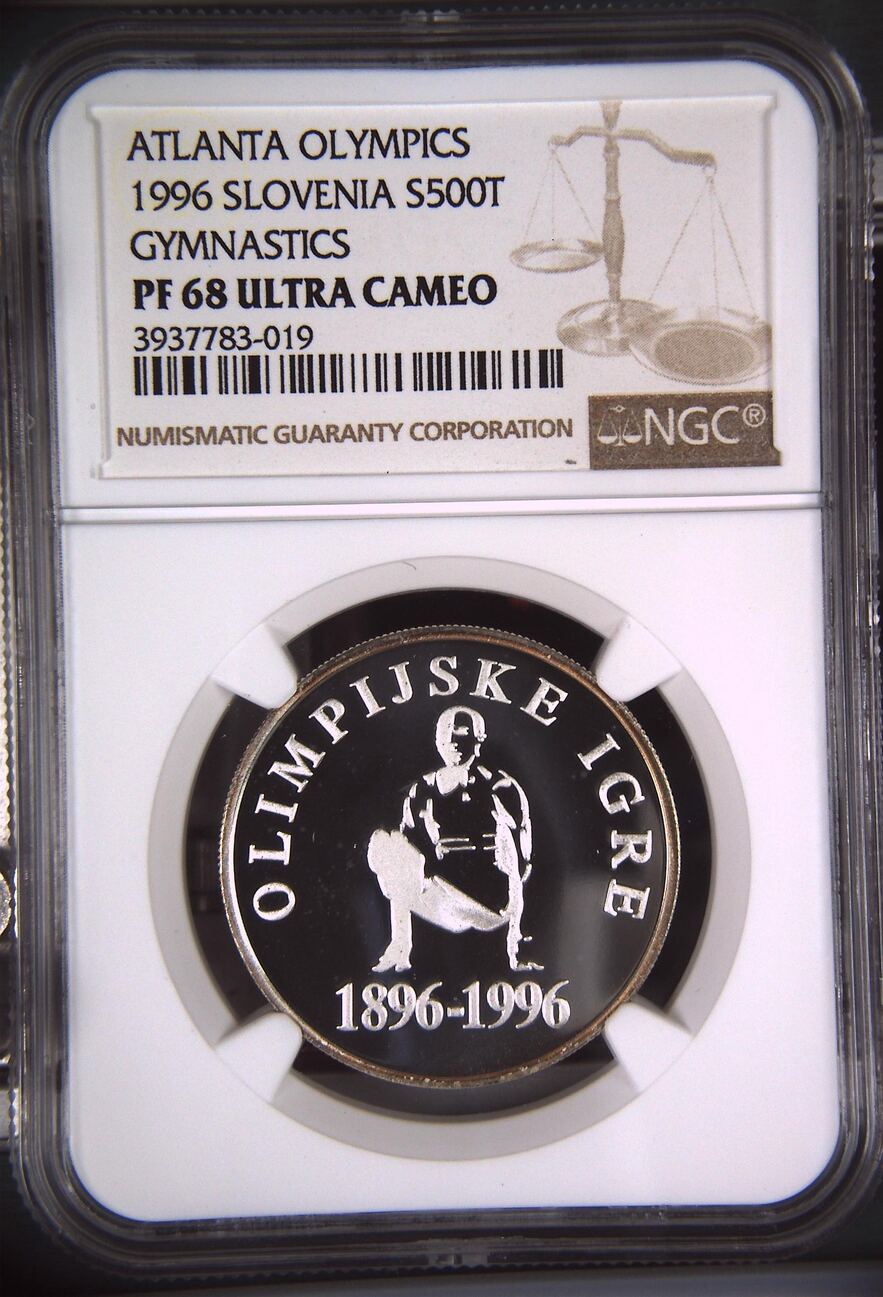 ATLANTA OLYMPICS
1996 SLOVENIA S500T
GYMNASTICS
PF 68 ULTRA CAMEO
3937783-019
NUMISMATIC GUARANTY CORPORATION
NGC®
OLIMPIJSKE IGRE
1896-1996